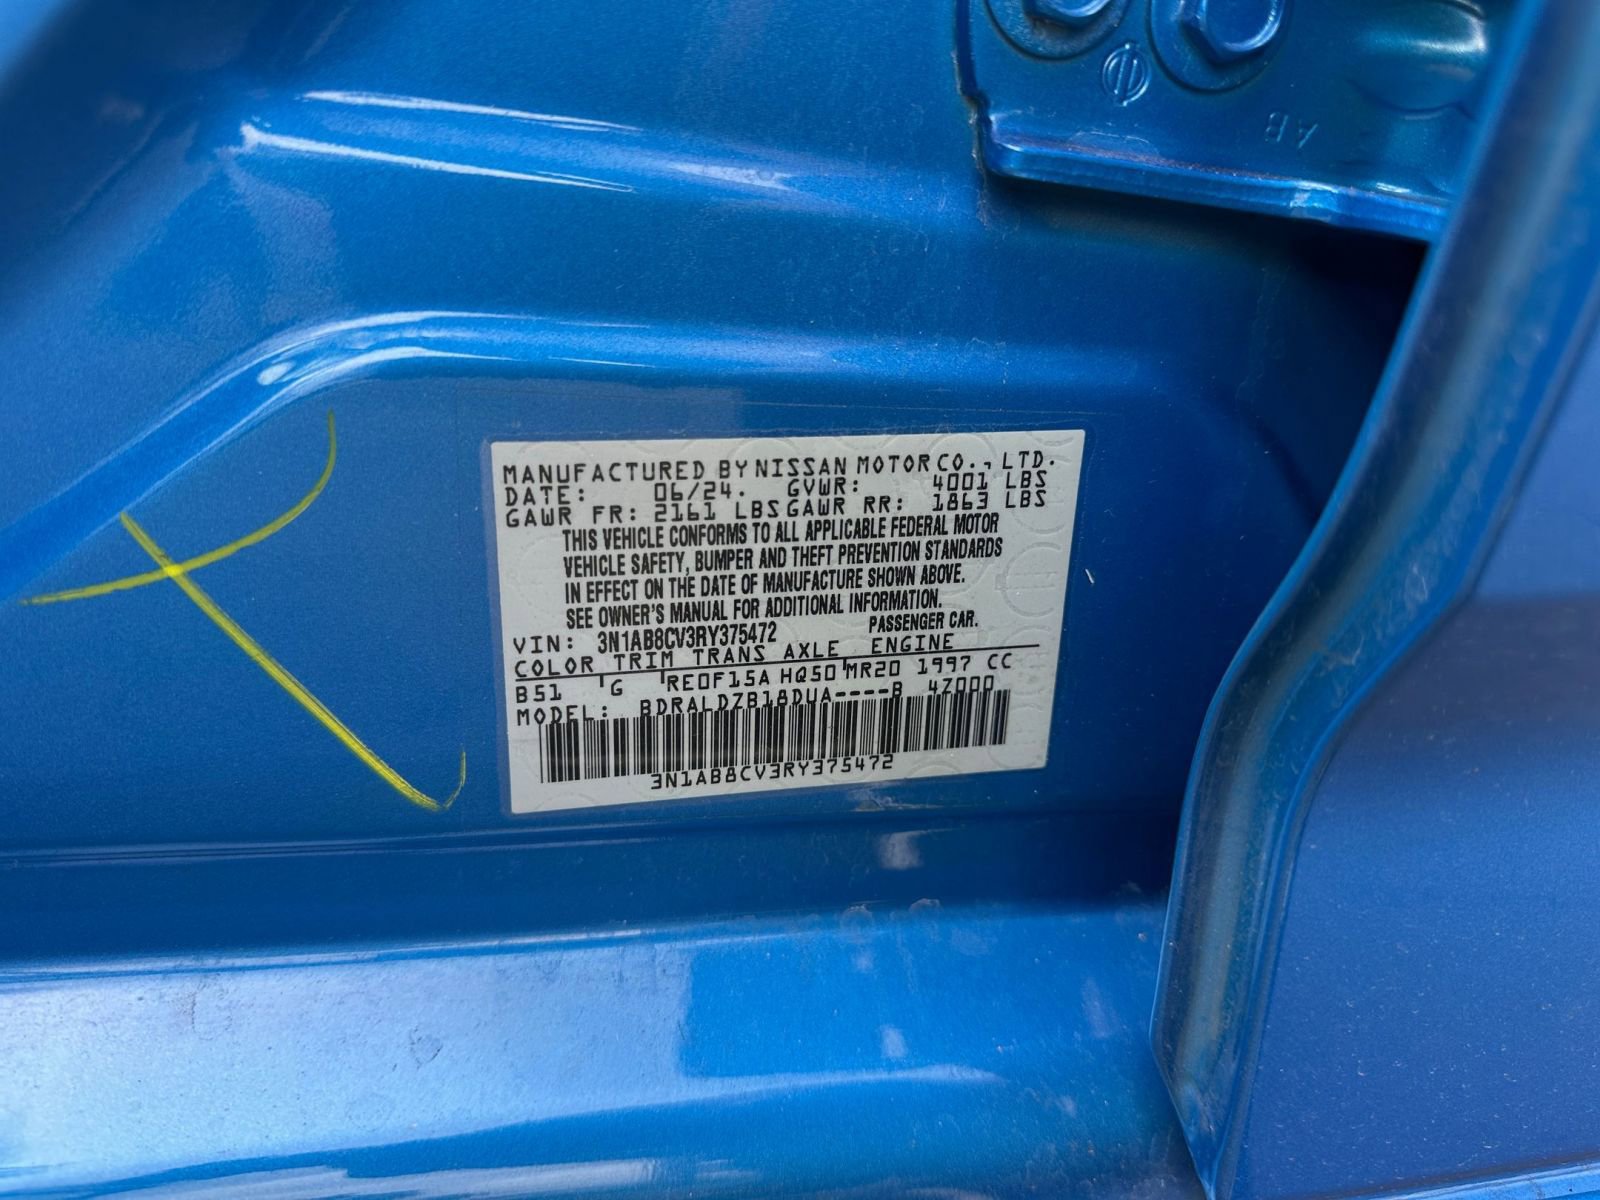 AB
MANUFACTURED BY NISSAN MOTOR CO., LTD.
DATE: 06/24. GVWR: 4001 LBS
GAWR FR: 2161 LBS GAWR RR: 1863 LBS
THIS VEHICLE CONFORMS TO ALL APPLICABLE FEDERAL MOTOR
VEHICLE SAFETY, BUMPER AND THEFT PREVENTION STANDARDS
IN EFFECT ON THE DATE OF MANUFACTURE SHOWN ABOVE.
SEE OWNER'S MANUAL FOR ADDITIONAL INFORMATION.
VIN: 3N1AB8CV3RY375472 PASSENGER CAR.
COLOR TRIM TRANS AXLE ENGINE
B51 G RE0F15A HQ50 MR20 1997 CC
MODEL: BDRALDZB18DUA----B 4Z000
3N1AB8CV3RY375472